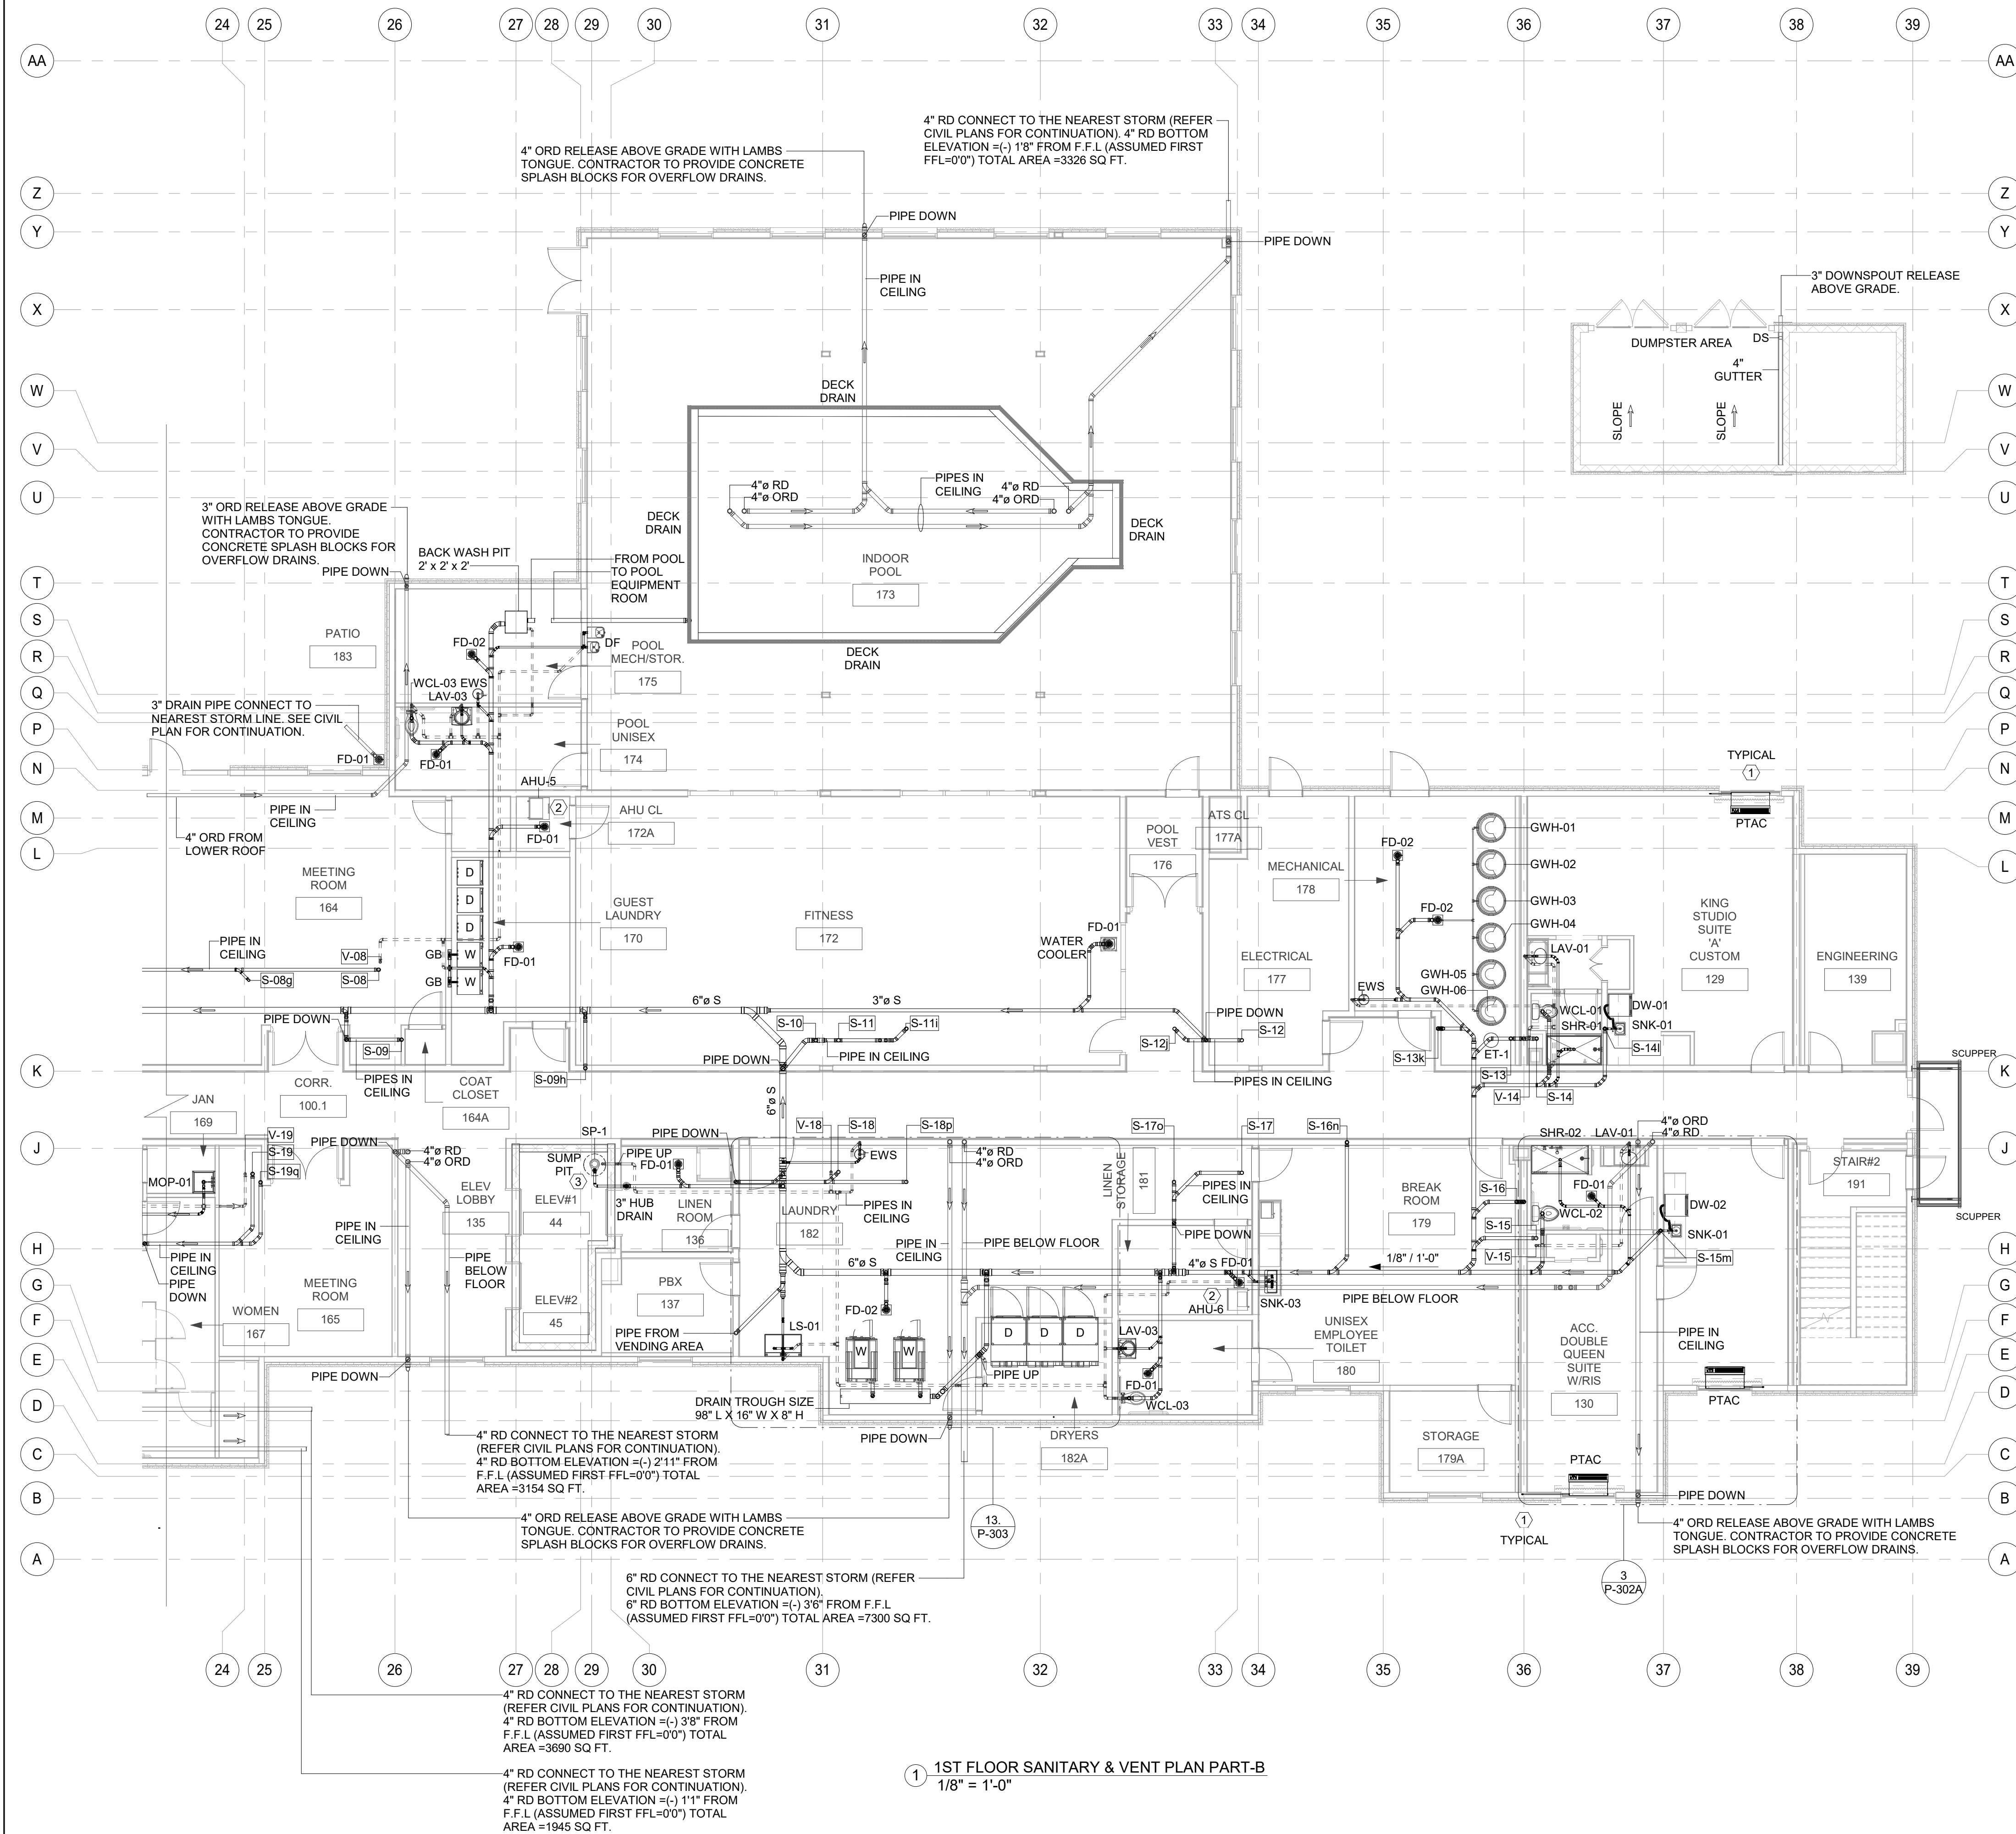 24 25 26 27 28 29 30 31 32 33 34 35 36 37 38 39
AA
AA
4" RD CONNECT TO THE NEAREST STORM (REFER
CIVIL PLANS FOR CONTINUATION). 4" RD BOTTOM
ELEVATION =(-) 1'8" FROM F.F.L (ASSUMED FIRST
FFL=0'0") TOTAL AREA =3326 SQ FT.
4" ORD RELEASE ABOVE GRADE WITH LAMBS
TONGUE. CONTRACTOR TO PROVIDE CONCRETE
SPLASH BLOCKS FOR OVERFLOW DRAINS.
Z
Z
Y
Y
PIPE DOWN
PIPE DOWN
PIPE IN
CEILING
3" DOWNSPOUT RELEASE
ABOVE GRADE.
X
X
DUMPSTER AREA
DS
4"
GUTTER
SLOPE
SLOPE
W
W
DECK
DRAIN
V
V
U
U
4"ø RD
4"ø ORD
PIPES IN
CEILING
4"ø RD
4"ø ORD
DECK
DRAIN
DECK
DRAIN
3" ORD RELEASE ABOVE GRADE
WITH LAMBS TONGUE.
CONTRACTOR TO PROVIDE
CONCRETE SPLASH BLOCKS FOR
OVERFLOW DRAINS.
PIPE DOWN
BACK WASH PIT
2' x 2' x 2'
FROM POOL
TO POOL
EQUIPMENT
ROOM
INDOOR
POOL
173
T
T
S
S
PATIO
183
FD-02
DF
POOL
MECH/STOR.
175
DECK
DRAIN
R
R
WCL-03 EWS
LAV-03
Q
Q
3" DRAIN PIPE CONNECT TO
NEAREST STORM LINE. SEE CIVIL
PLAN FOR CONTINUATION.
POOL
UNISEX
174
P
P
FD-01
FD-01
TYPICAL
1
N
N
AHU-5
2
PIPE IN
CEILING
AHU CL
172A
M
M
4" ORD FROM
LOWER ROOF
FD-01
POOL
VEST
176
ATS CL
177A
GWH-01
PTAC
L
L
FD-02
MECHANICAL
178
GWH-02
MEETING
ROOM
164
D
D
D
GUEST
LAUNDRY
170
FITNESS
172
FD-02
GWH-03
GWH-04
KING
STUDIO
SUITE
'A'
CUSTOM
129
FD-01
WATER
COOLER
PIPE IN
CEILING
V-08
GB
W
FD-01
LAV-01
ELECTRICAL
177
ENGINEERING
139
S-08g
S-08
GB
W
GWH-05
GWH-06
EWS
6"ø S
3"ø S
DW-01
WCL-01
SHR-01
SNK-01
PIPE DOWN
S-10
S-11
S-11i
PIPE DOWN
S-12
S-12j
S-09
PIPE DOWN
PIPE IN CEILING
S-13k
ET-1
S-14l
SCUPPER
K
K
PIPES IN
CEILING
S-09h
PIPES IN CEILING
S-13
V-14
S-14
CORR.
100.1
COAT
CLOSET
164A
JAN
169
6"ø S
V-19
S-19
S-19q
PIPE DOWN
SP-1
PIPE DOWN
V-18
S-18
S-18p
S-17o
S-17
S-16n
SHR-02
LAV-01
4"ø ORD
4"ø RD
J
J
4"ø RD
4"ø ORD
SUMP
PIT
3
PIPE UP
FD-01
EWS
4"ø RD
4"ø ORD
STAIR#2
191
MOP-01
ELEV
LOBBY
135
ELEV#1
44
3" HUB
DRAIN
LINEN
ROOM
136
LAUNDRY
182
PIPES IN
CEILING
LINEN
STORAGE
181
PIPES IN
CEILING
BREAK
ROOM
179
S-16
S-15
FD-01
WCL-02
DW-02
SNK-01
SCUPPER
PIPE IN
CEILING
PIPE DOWN
H
H
PIPE IN
CELING
PIPE
DOWN
PIPE
BELOW
FLOOR
PIPE IN
CEILING
PIPE BELOW FLOOR
V-15
S-15m
1/8" / 1'-0"
6"ø S
4"ø S
FD-01
G
G
MEETING
ROOM
165
PBX
137
2
AHU-6
SNK-03
PIPE BELOW FLOOR
WOMEN
167
ELEV#2
45
FD-02
F
F
PIPE FROM
VENDING AREA
LS-01
D
D
D
LAV-03
UNISEX
EMPLOYEE
TOILET
180
ACC.
DOUBLE
QUEEN
SUITE
W/RIS
130
PIPE IN
CEILING
W
W
E
E
PIPE DOWN
PIPE UP
FD-01
PTAC
DRAIN TROUGH SIZE
98" L X 16" W X 8" H
WCL-03
D
D
4" RD CONNECT TO THE NEAREST STORM
(REFER CIVIL PLANS FOR CONTINUATION).
4" RD BOTTOM ELEVATION =(-) 2'11" FROM
F.F.L (ASSUMED FIRST FFL=0'0") TOTAL
AREA =3154 SQ FT.
PIPE DOWN
DRYERS
182A
STORAGE
179A
C
C
PTAC
B
B
PIPE DOWN
4" ORD RELEASE ABOVE GRADE WITH LAMBS
TONGUE. CONTRACTOR TO PROVIDE CONCRETE
SPLASH BLOCKS FOR OVERFLOW DRAINS.
13.
P-303
1
TYPICAL
4" ORD RELEASE ABOVE GRADE WITH LAMBS
TONGUE. CONTRACTOR TO PROVIDE CONCRETE
SPLASH BLOCKS FOR OVERFLOW DRAINS.
A
A
6" RD CONNECT TO THE NEAREST STORM (REFER
CIVIL PLANS FOR CONTINUATION).
6" RD BOTTOM ELEVATION =(-) 3'6" FROM F.F.L
(ASSUMED FIRST FFL=0'0") TOTAL AREA =7300 SQ FT.
3
P-302A
24 25 26 27 28 29 30 31 32 33 34 35 36 37 38 39
4" RD CONNECT TO THE NEAREST STORM
(REFER CIVIL PLANS FOR CONTINUATION).
4" RD BOTTOM ELEVATION =(-) 3'8" FROM
F.F.L (ASSUMED FIRST FFL=0'0") TOTAL
AREA =3690 SQ FT.
4" RD CONNECT TO THE NEAREST STORM
(REFER CIVIL PLANS FOR CONTINUATION).
4" RD BOTTOM ELEVATION =(-) 1'1" FROM
F.F.L (ASSUMED FIRST FFL=0'0") TOTAL
AREA =1945 SQ FT.
1 1ST FLOOR SANITARY & VENT PLAN PART-B
1/8" = 1'-0"